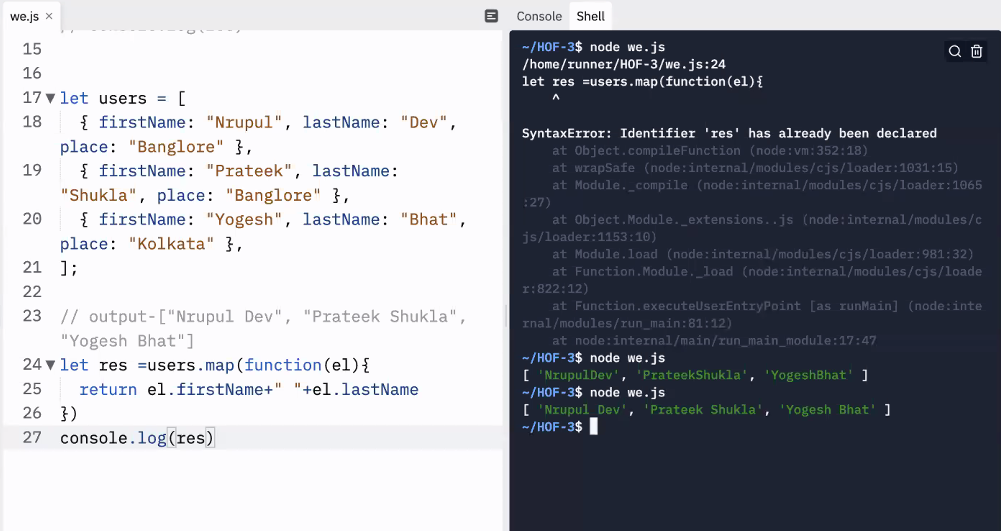 we.js ×
Console Shell
// console.log(res)
15
16
17 let users = [
18 { firstName: "Nrupul", lastName: "Dev",
place: "Banglore" },
19 { firstName: "Prateek", lastName:
"Shukla", place: "Banglore" },
20 { firstName: "Yogesh", lastName: "Bhat",
place: "Kolkata" },
21 ];
22
23 // output-["Nrupul Dev", "Prateek Shukla",
"Yogesh Bhat"]
24 let res =users.map(function(el){
25 return el.firstName+" "+el.lastName
26 })
27 console.log(res)
~/HOF-3$ node we.js
/home/runner/HOF-3/we.js:24
let res =users.map(function(el){
^
SyntaxError: Identifier 'res' has already been declared
at Object.compileFunction (node:vm:352:18)
at wrapSafe (node:internal/modules/cjs/loader:1031:15)
at Module._compile (node:internal/modules/cjs/loader:1065
:27)
at Object.Module._extensions..js (node:internal/modules/c
js/loader:1153:10)
at Module.load (node:internal/modules/cjs/loader:981:32)
at Function.Module._load (node:internal/modules/cjs/loade
r:822:12)
at Function.executeUserEntryPoint [as runMain] (node:inte
rnal/modules/run_main:81:12)
at node:internal/main/run_main_module:17:47
~/HOF-3$ node we.js
[ 'NrupulDev', 'PrateekShukla', 'YogeshBhat' ]
~/HOF-3$ node we.js
[ 'Nrupul Dev', 'Prateek Shukla', 'Yogesh Bhat' ]
~/HOF-3$